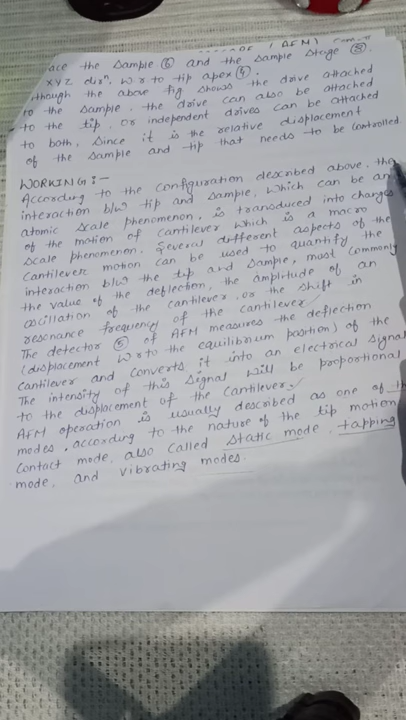 (AFM)
ace the sample ⑥ and the sample stage ⑧.
xyz dirⁿ. w r to tip apex ④.
though the above fig shows the drive attached
to the sample. the drive can also be attached
to the tip, or independent drives can be attached
to both, since it is the relative displacement
of the sample and tip that needs to be controlled.
WORKING:-
According to the configuration described above, the
interaction b/w tip and sample, which can be an
atomic scale phenomenon, is transduced into changes
of the motion of cantilever which is a macro
scale phenomenon. Several different aspects of the
cantilever motion can be used to quantify the
interaction b/w the tip and sample, most commonly
the value of the deflection, the amplitude of an
oscillation of the cantilever, or the shift in
resonance frequency of the cantilever
The detector ⑤ of AFM measures the deflection
(displacement w r to the equilibrium position) of the
cantilever and converts it into an electrical signal
The intensity of this signal will be proportional
to the displacement of the cantilever.
AFM operation is usually described as one of th
modes, according to the nature of the tip motion
contact mode, also called static mode, tapping
mode, and vibrating modes.